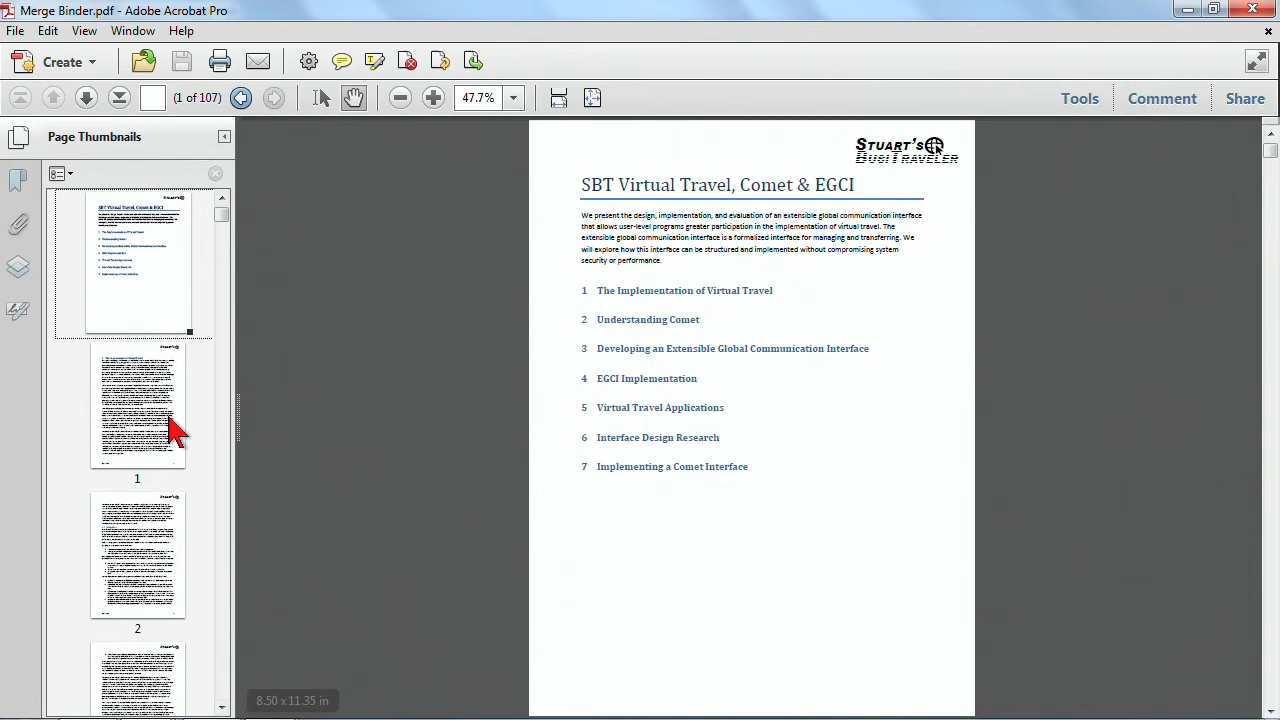 Merge Binder.pdf - Adobe Acrobat Pro
File Edit View Window Help
Create
(1 of 107) 47.7% Tools Comment Share
Page Thumbnails
1
2
STUART'S
BUSITRAVELER
SBT Virtual Travel, Comet & EGCI
We present the design, implementation, and evaluation of an extensible global communication interface
that allows user-level programs greater participation in the implementation of virtual travel. The
extensible global communication interface is a formalized interface for managing and transferring. We
will explore how this interface can be structured and implemented without compromising system
security or performance.
1 The Implementation of Virtual Travel
2 Understanding Comet
3 Developing an Extensible Global Communication Interface
4 EGCI Implementation
5 Virtual Travel Applications
6 Interface Design Research
7 Implementing a Comet Interface
8.50 x 11.35 in